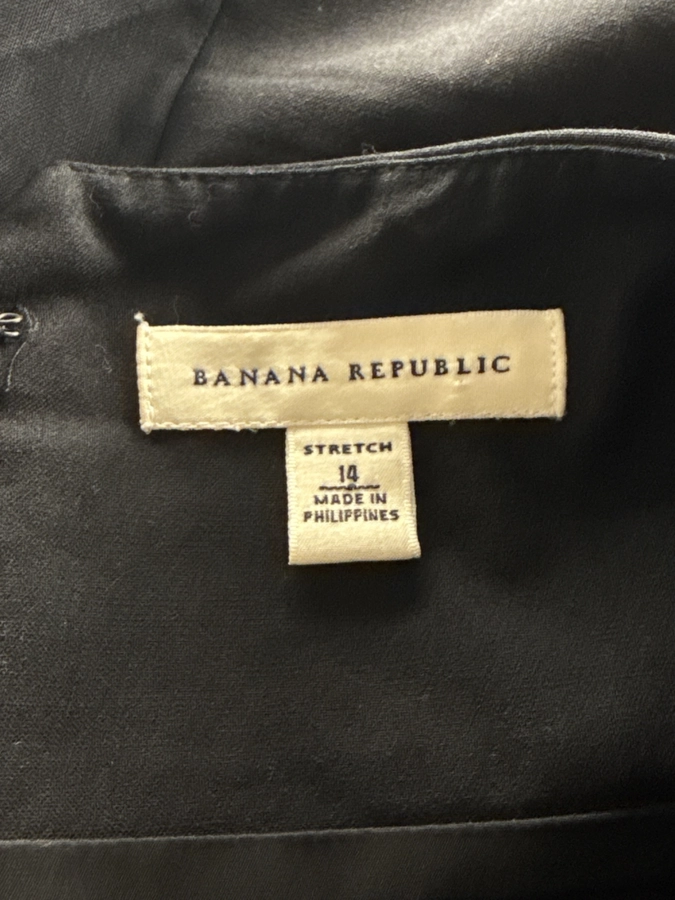 BANANA REPUBLIC
STRETCH
14
MADE IN
PHILIPPINES